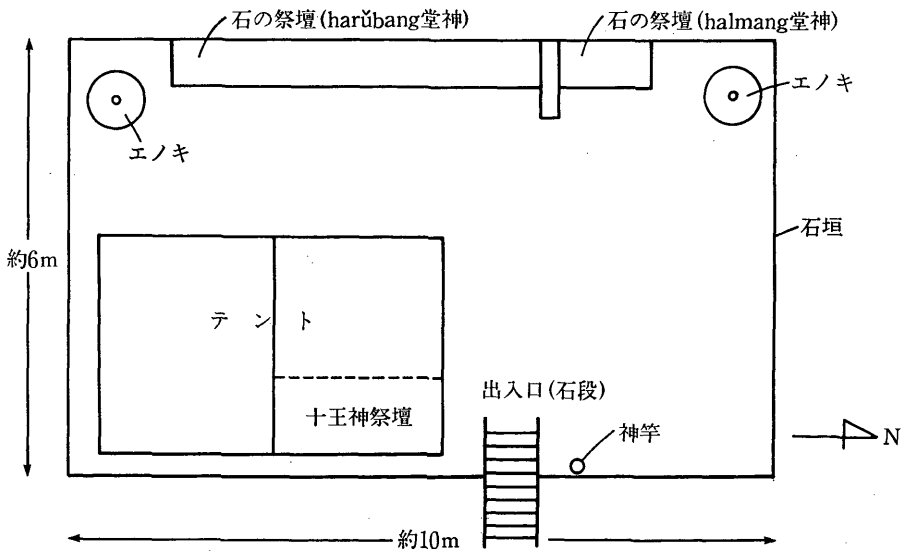 石の祭壇(harŭbang堂神)
石の祭壇(halmang堂神)
エノキ
エノキ
石垣
約6m
テント
十王神祭壇
出入口(石段)
神竿
N
約10m